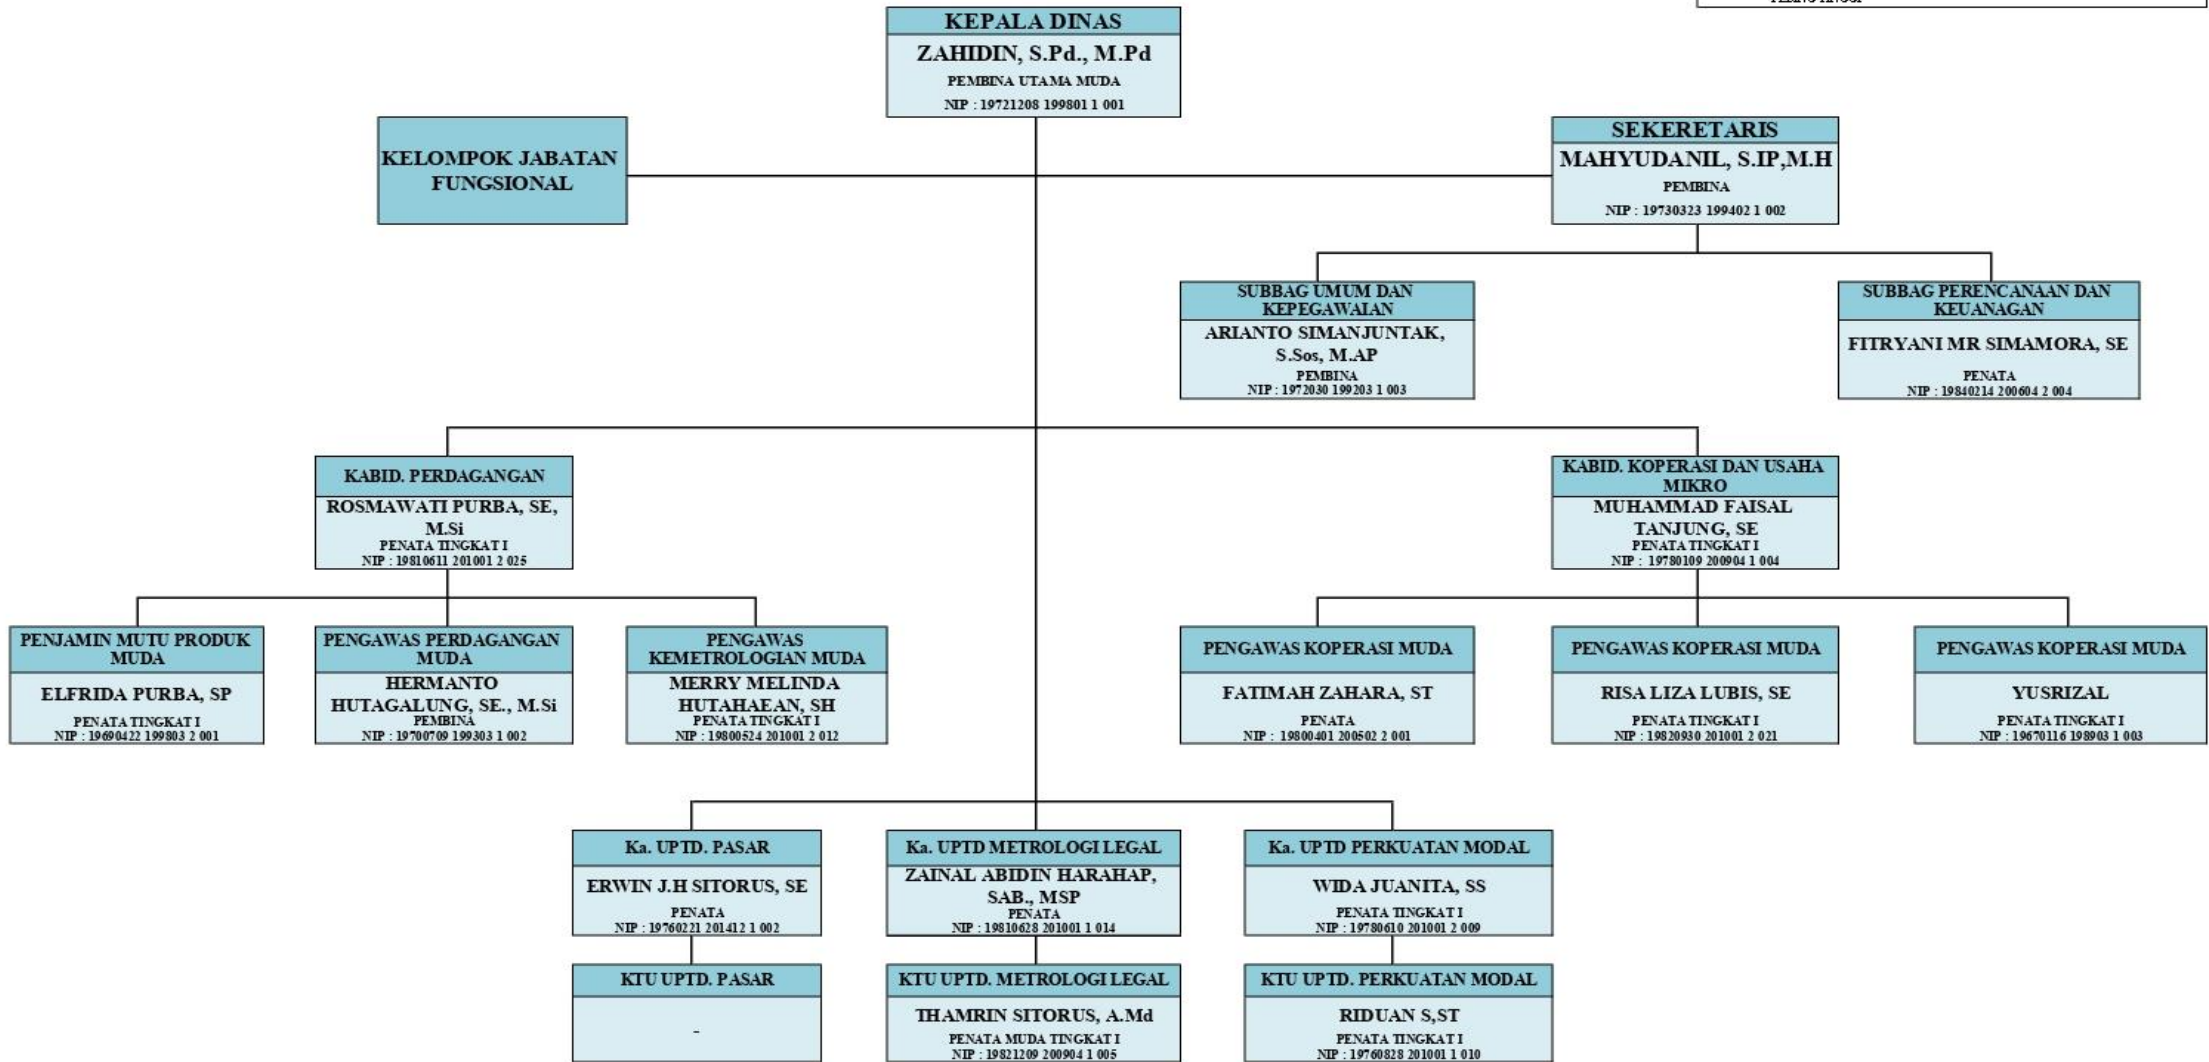 KEPALA DINAS
ZAHIDIN, S.Pd., M.Pd
PEMBINA UTAMA MUDA
NIP : 19721208 199801 1 001
KELOMPOK JABATAN
FUNGSIONAL
SEKERETARIS
MAHYUDANIL, S.IP,M.H
PEMBINA
NIP : 19730323 199402 1 002
SUBBAG UMUM DAN
KEPEGAWAIAN
ARIANTO SIMANJUNTAK,
S.Sos, M.AP
PEMBINA
NIP : 1972030 199203 1 003
SUBBAG PERENCANAAN DAN
KEUANAGAN
FITRYANI MR SIMAMORA, SE
PENATA
NIP : 19840214 200604 2 004
KABID. PERDAGANGAN
ROSMAWATI PURBA, SE,
M.Si
PENATA TINGKAT I
NIP : 19810611 201001 2 025
KABID. KOPERASI DAN USAHA
MIKRO
MUHAMMAD FAISAL
TANJUNG, SE
PENATA TINGKAT I
NIP : 19780109 200904 1 004
PENJAMIN MUTU PRODUK
MUDA
ELFRIDA PURBA, SP
PENATA TINGKAT I
NIP : 19690422 199803 2 001
PENGAWAS PERDAGANGAN
MUDA
HERMANTO
HUTAGALUNG, SE., M.Si
PEMBINA
NIP : 19700709 199303 1 002
PENGAWAS
KEMETROLOGIAN MUDA
MERRY MELINDA
HUTAHAEAN, SH
PENATA TINGKAT I
NIP : 19800524 201001 2 012
PENGAWAS KOPERASI MUDA
FATIMAH ZAHARA, ST
PENATA
NIP : 19800401 200502 2 001
PENGAWAS KOPERASI MUDA
RISA LIZA LUBIS, SE
PENATA TINGKAT I
NIP : 19820930 201001 2 021
PENGAWAS KOPERASI MUDA
YUSRIZAL
PENATA TINGKAT I
NIP : 19670116 198903 1 003
Ka. UPTD. PASAR
ERWIN J.H SITORUS, SE
PENATA
NIP : 19760221 201412 1 002
Ka. UPTD METROLOGI LEGAL
ZAINAL ABIDIN HARAHAP,
SAB., MSP
PENATA
NIP : 19810628 201001 1 014
Ka. UPTD PERKUATAN MODAL
WIDA JUANITA, SS
PENATA TINGKAT I
NIP : 19780610 201001 2 009
KTU UPTD. PASAR
-
KTU UPTD. METROLOGI LEGAL
THAMRIN SITORUS, A.Md
PENATA MUDA TINGKAT I
NIP : 19821209 200904 1 005
KTU UPTD. PERKUATAN MODAL
RIDUAN S,ST
PENATA TINGKAT I
NIP : 19760828 201001 1 010